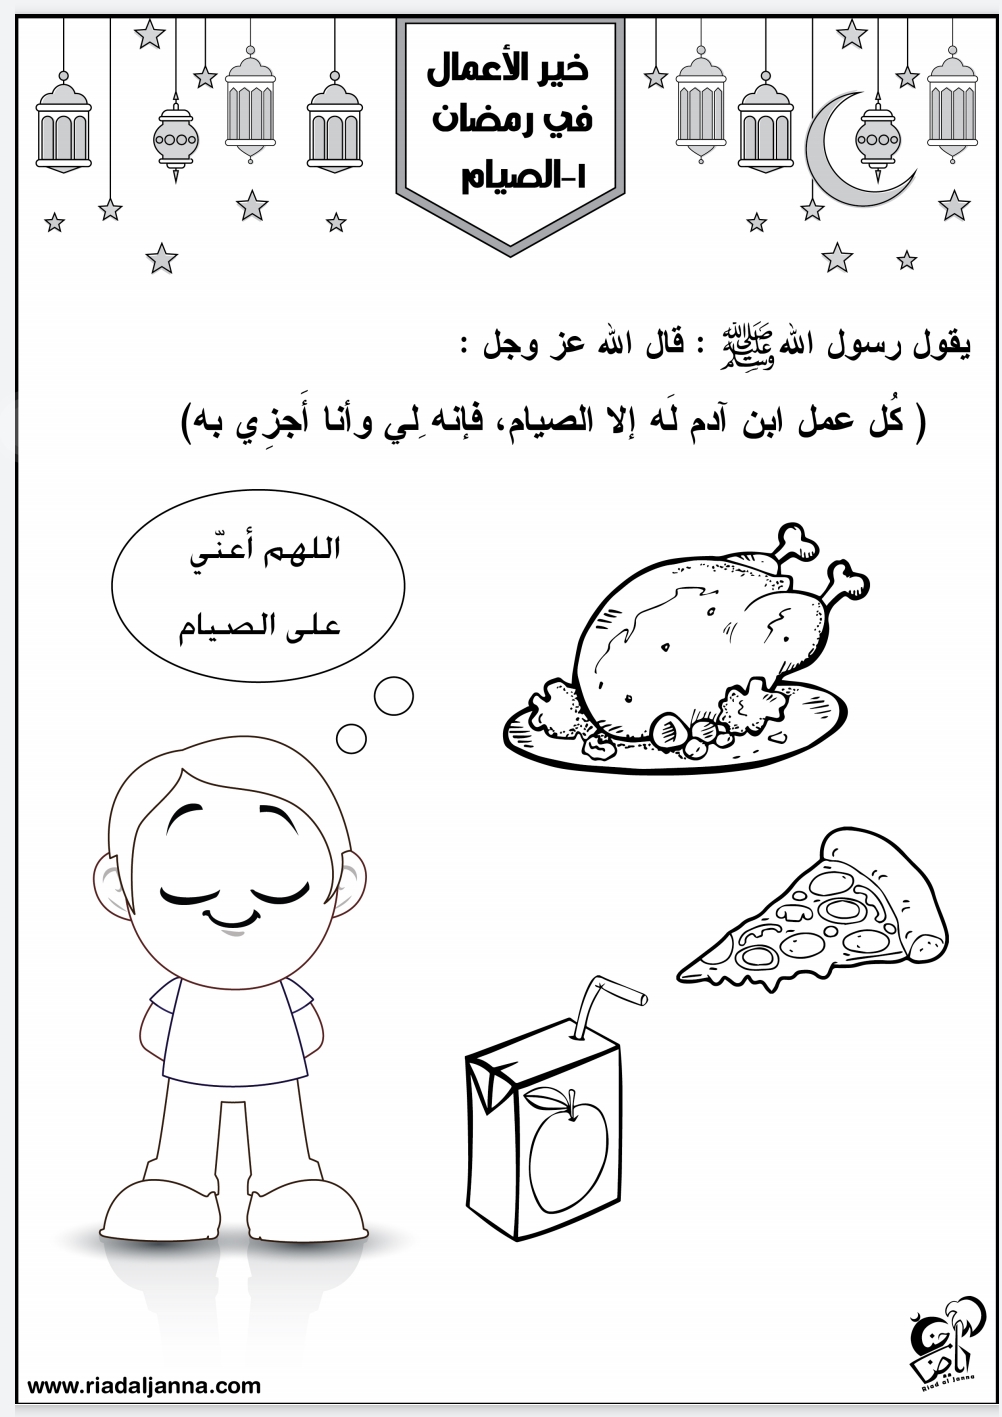 خير الأعمال
في رمضان
١-الصيام
يقول رسول الله ﷺ : قال الله عز وجل :
( كُل عمل ابن آدم لَه إلا الصيام، فإنه لِي وأنا أَجزِي به)
اللهم أعنّي
على الصيام
رياض جنة
Riad al Janna
www.riadaljanna.com